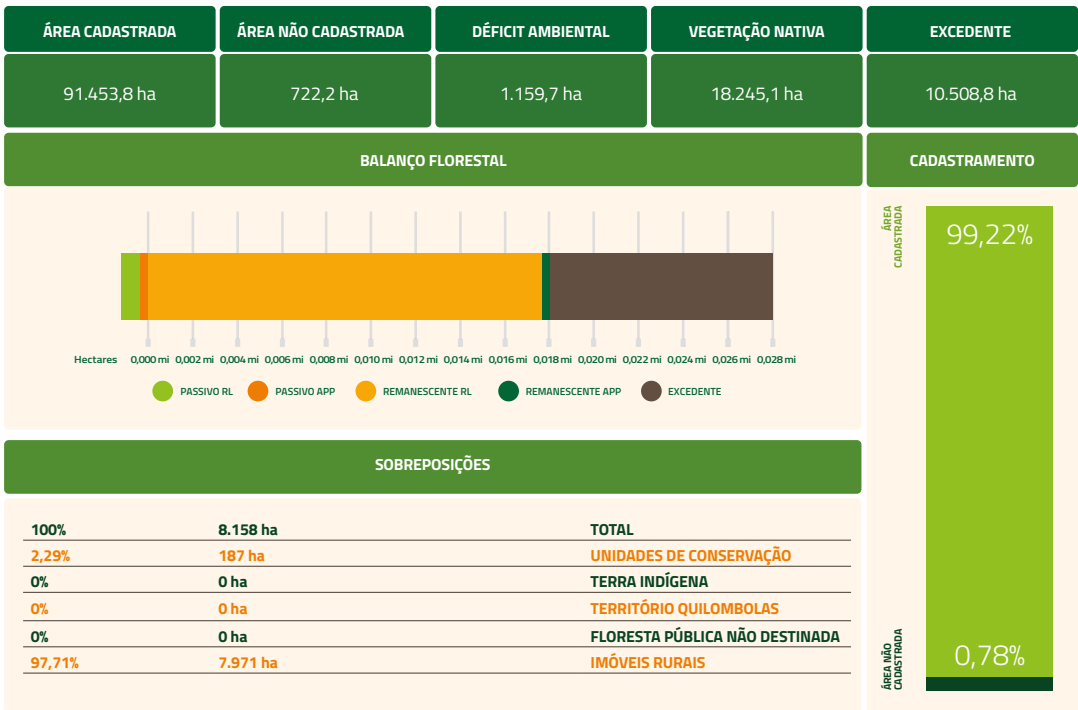 ÁREA CADASTRADA
ÁREA NÃO CADASTRADA
DÉFICIT AMBIENTAL
VEGETAÇÃO NATIVA
EXCEDENTE
91.453,8 ha
722,2 ha
1.159,7 ha
18.245,1 ha
10.508,8 ha
BALANÇO FLORESTAL
Hectares 0,000 mi 0,002 mi 0,004 mi 0,006 mi 0,008 mi 0,010 mi 0,012 mi 0,014 mi 0,016 mi 0,018 mi 0,020 mi 0,022 mi 0,024 mi 0,026 mi 0,028 mi
PASSIVO RL
PASSIVO APP
REMANESCENTE RL
REMANESCENTE APP
EXCEDENTE
CADASTRAMENTO
ÁREA
CADASTRADA
99,22%
ÁREA NÃO
CADASTRADA
0,78%
SOBREPOSIÇÕES
100% 8.158 ha TOTAL
2,29% 187 ha UNIDADES DE CONSERVAÇÃO
0% 0 ha TERRA INDÍGENA
0% 0 ha TERRITÓRIO QUILOMBOLAS
0% 0 ha FLORESTA PÚBLICA NÃO DESTINADA
97,71% 7.971 ha IMÓVEIS RURAIS